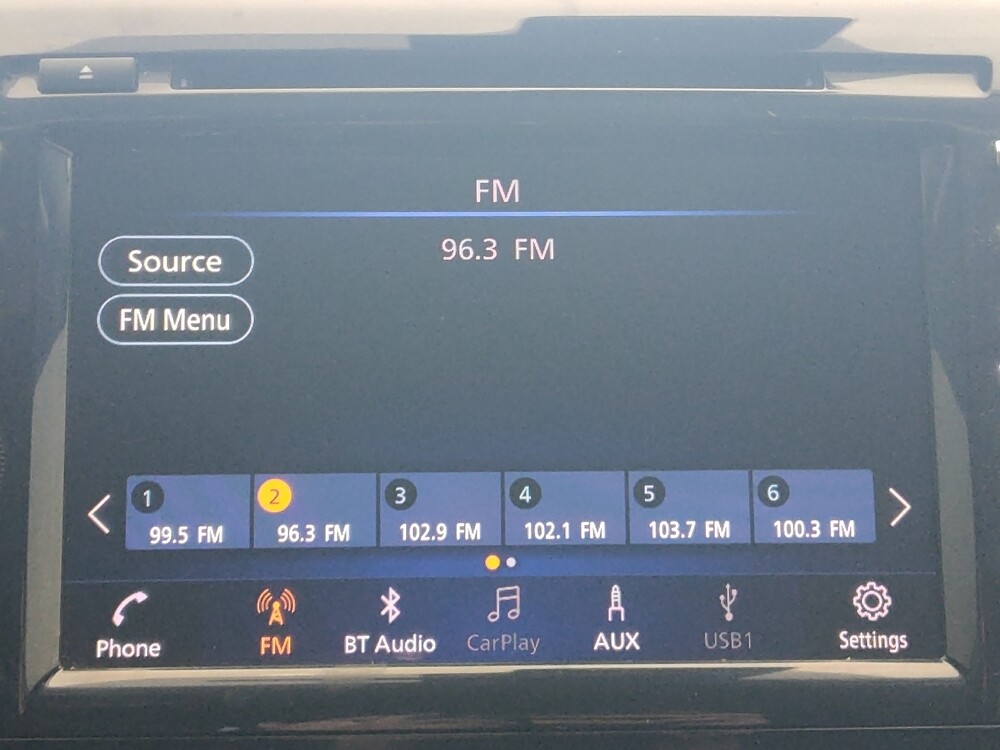 FM
96.3 FM
Source
FM Menu
1 2 3 4 5 6
99.5 FM 96.3 FM 102.9 FM 102.1 FM 103.7 FM 100.3 FM
Phone FM BT Audio CarPlay AUX USB1 Settings